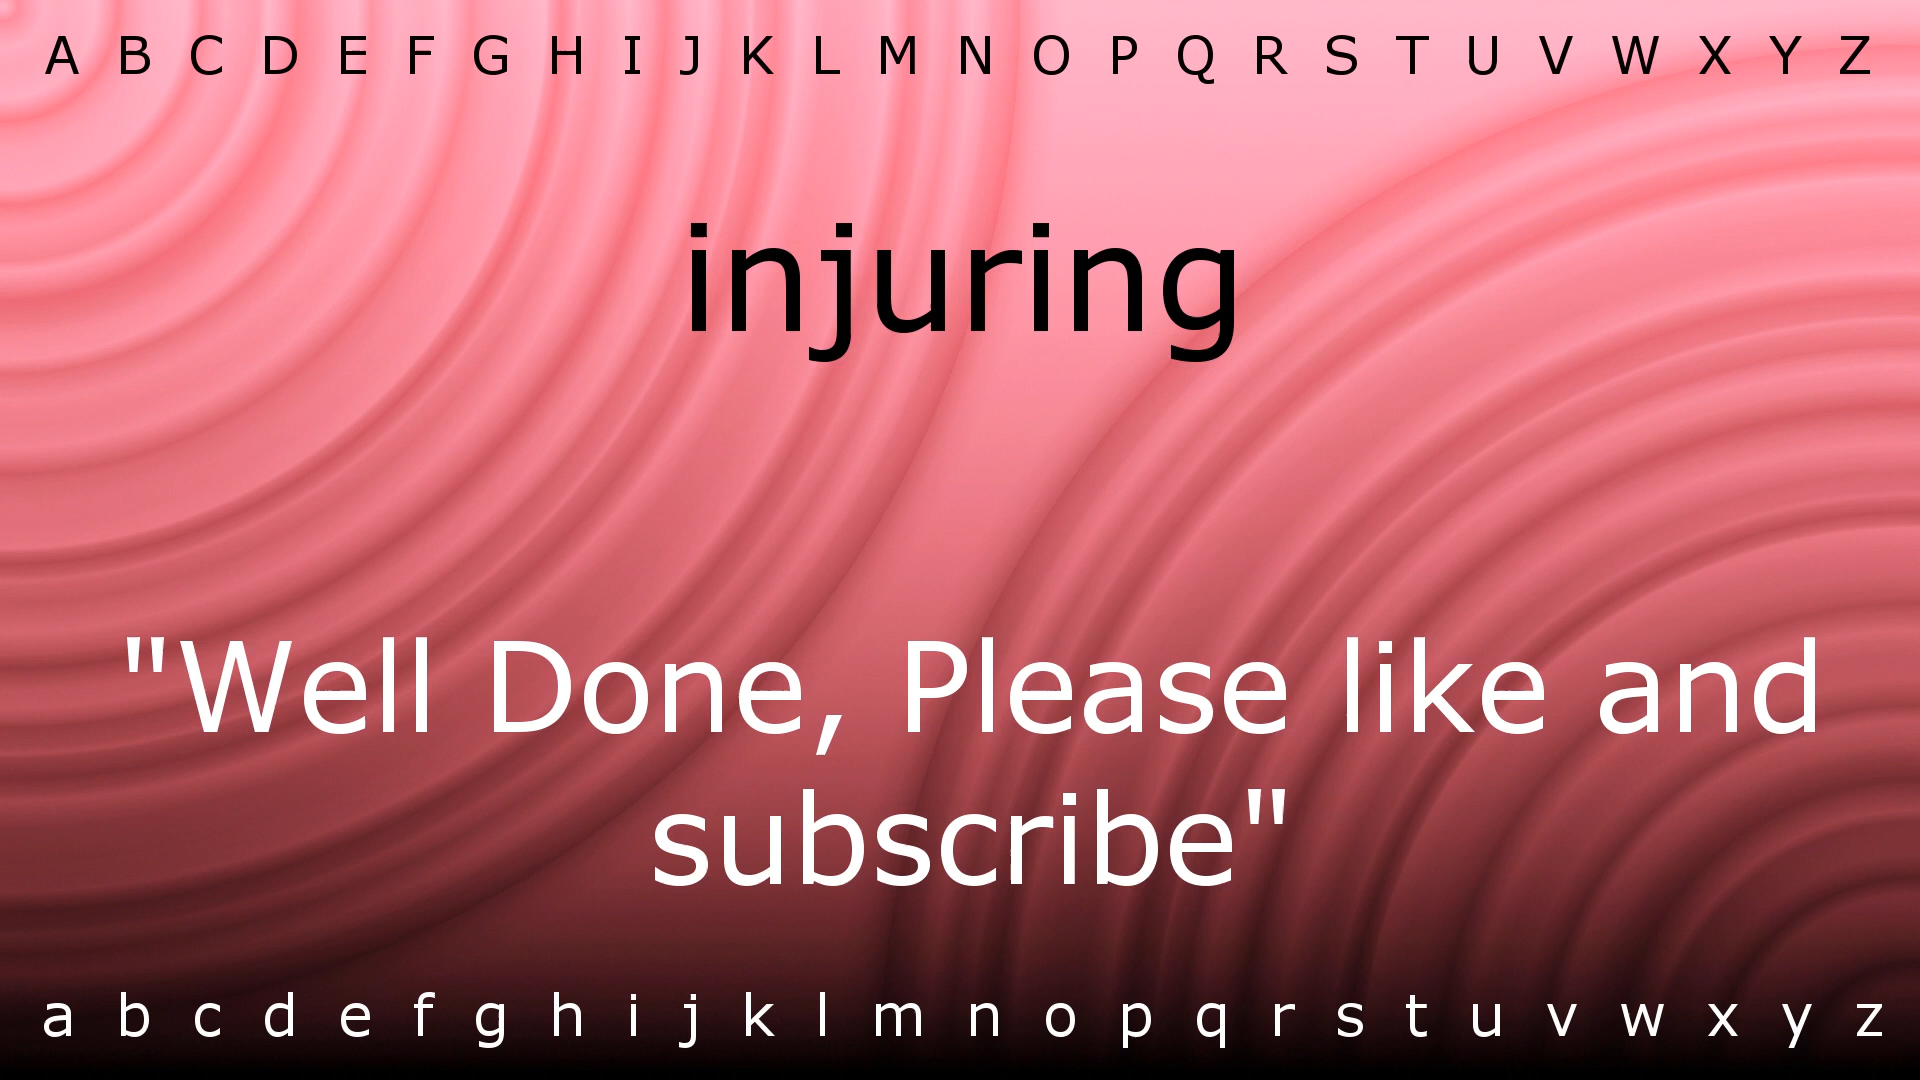 A B C D E F G H I J K L M N O P Q R S T U V W X Y Z
injuring
"Well Done, Please like and
subscribe"
a b c d e f g h i j k l m n o p q r s t u v w x y z